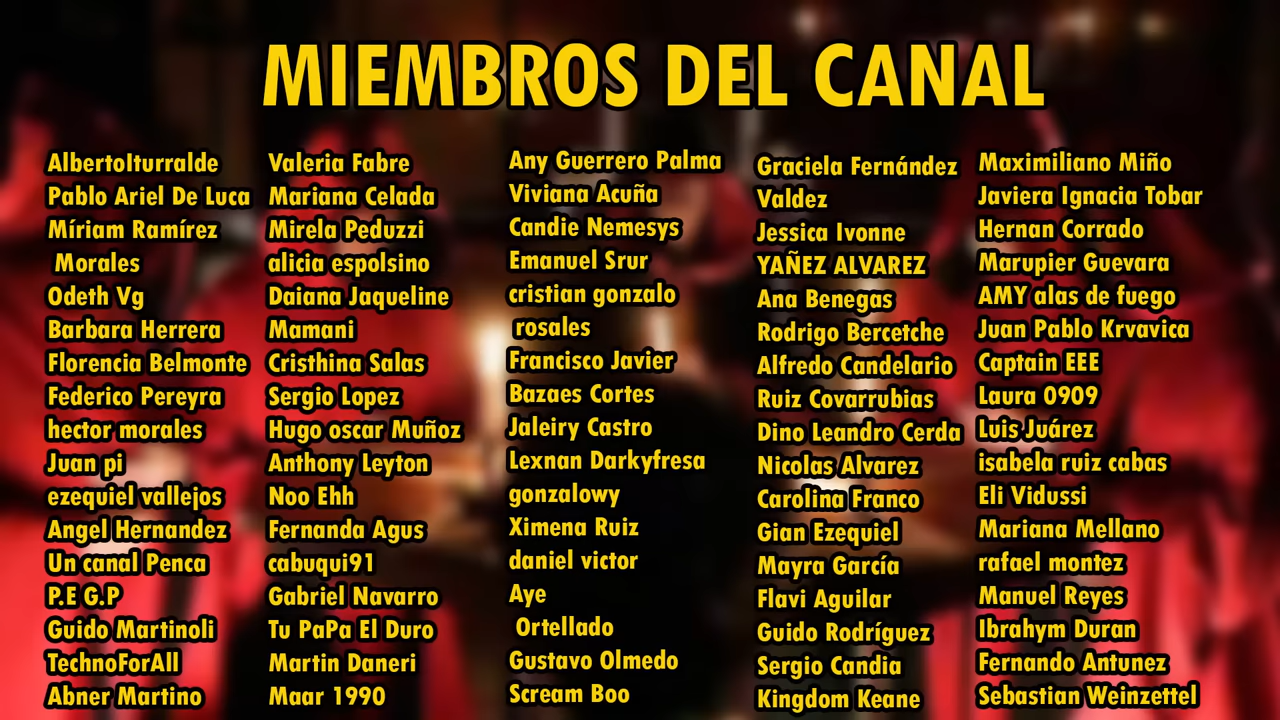 MIEMBROS DEL CANAL
AlbertoIturralde
Pablo Ariel De Luca
Míriam Ramírez
Morales
Odeth Vg
Barbara Herrera
Florencia Belmonte
Federico Pereyra
hector morales
Juan pi
ezequiel vallejos
Angel Hernandez
Un canal Penca
P.E G.P
Guido Martinoli
TechnoForAll
Abner Martino
Valeria Fabre
Mariana Celada
Mirela Peduzzi
alicia espolsino
Daiana Jaqueline
Mamani
Cristhina Salas
Sergio Lopez
Hugo oscar Muñoz
Anthony Leyton
Noo Ehh
Fernanda Agus
cabuqui91
Gabriel Navarro
Tu PaPa El Duro
Martin Daneri
Maar 1990
Any Guerrero Palma
Viviana Acuña
Candie Nemesys
Emanuel Srur
cristian gonzalo
rosales
Francisco Javier
Bazaes Cortes
Jaleiry Castro
Lexnan Darkyfresa
gonzalowy
Ximena Ruiz
daniel victor
Aye
Ortellado
Gustavo Olmedo
Scream Boo
Graciela Fernández
Valdez
Jessica Ivonne
YAÑEZ ALVAREZ
Ana Benegas
Rodrigo Bercetche
Alfredo Candelario
Ruiz Covarrubias
Dino Leandro Cerda
Nicolas Alvarez
Carolina Franco
Gian Ezequiel
Mayra García
Flavi Aguilar
Guido Rodríguez
Sergio Candia
Kingdom Keane
Maximiliano Miño
Javiera Ignacia Tobar
Hernan Corrado
Marupier Guevara
AMY alas de fuego
Juan Pablo Krvavica
Captain EEE
Laura 0909
Luis Juárez
isabela ruiz cabas
Eli Vidussi
Mariana Mellano
rafael montez
Manuel Reyes
Ibrahym Duran
Fernando Antunez
Sebastian Weinzettel